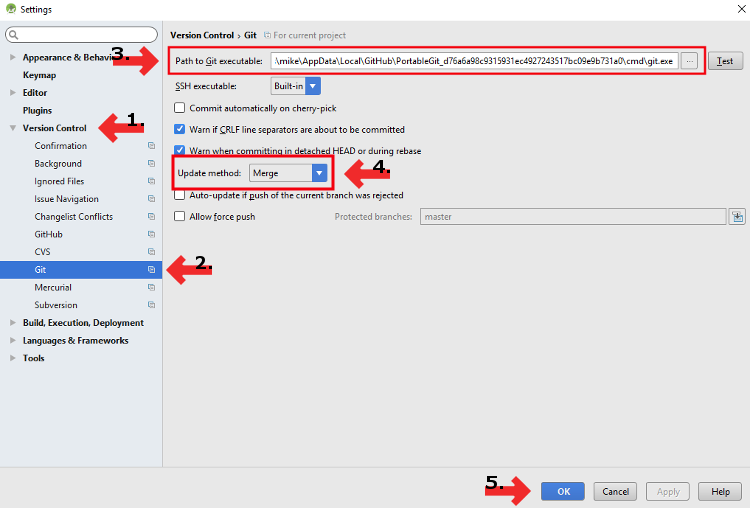 Settings
Version Control › Git For current project
3.
Appearance & Behavi
Path to Git executable: \mike\AppData\Local\GitHub\PortableGit_d76a6a98c9315931ec4927243517bc09e9b731a0\cmd\git.exe ... Test
Keymap
SSH executable: Built-in
Editor
Commit automatically on cherry-pick
Plugins
1.
Version Control
Warn if CRLF line separators are about to be committed
Confirmation
Warn when committing in detached HEAD or during rebase
Background
Update method: Merge
4.
Ignored Files
Issue Navigation
Auto-update if push of the current branch was rejected
Changelist Conflicts
Allow force push Protected branches: master
GitHub
CVS
Git
2.
Mercurial
Subversion
Build, Execution, Deployment
Languages & Frameworks
Tools
5.
OK Cancel Apply Help